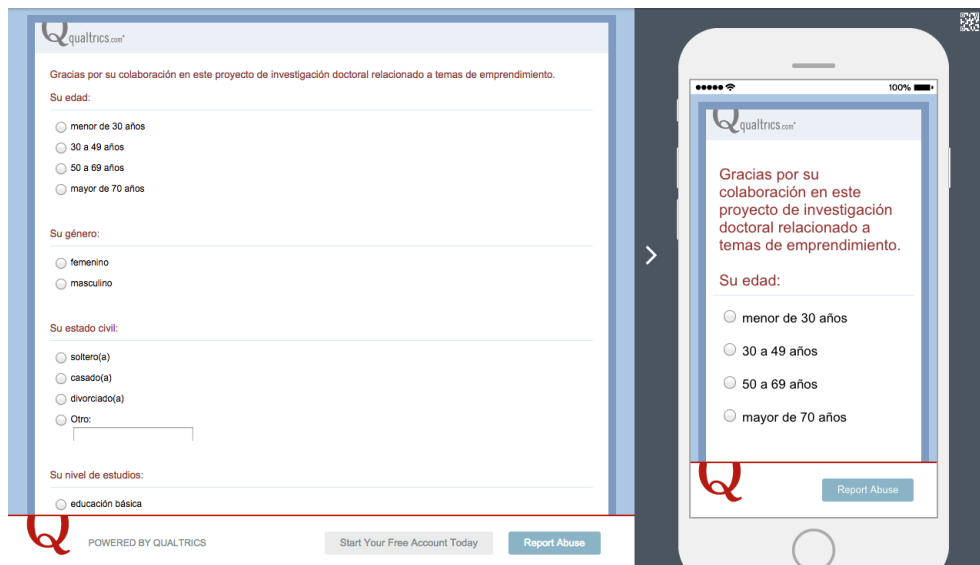 Qualtrics.com
Gracias por su colaboración en este proyecto de investigación doctoral relacionado a temas de emprendimiento.
Su edad:
menor de 30 años
30 a 49 años
50 a 69 años
mayor de 70 años
Su género:
femenino
masculino
Su estado civil:
soltero(a)
casado(a)
divorciado(a)
Otro:
Su nivel de estudios:
educación básica
Q
POWERED BY QUALTRICS
Start Your Free Account Today
Report Abuse
100%
Qualtrics.com
Gracias por su
colaboración en este
proyecto de investigación
doctoral relacionado a
temas de emprendimiento.
Su edad:
menor de 30 años
30 a 49 años
50 a 69 años
mayor de 70 años
Q
Report Abuse